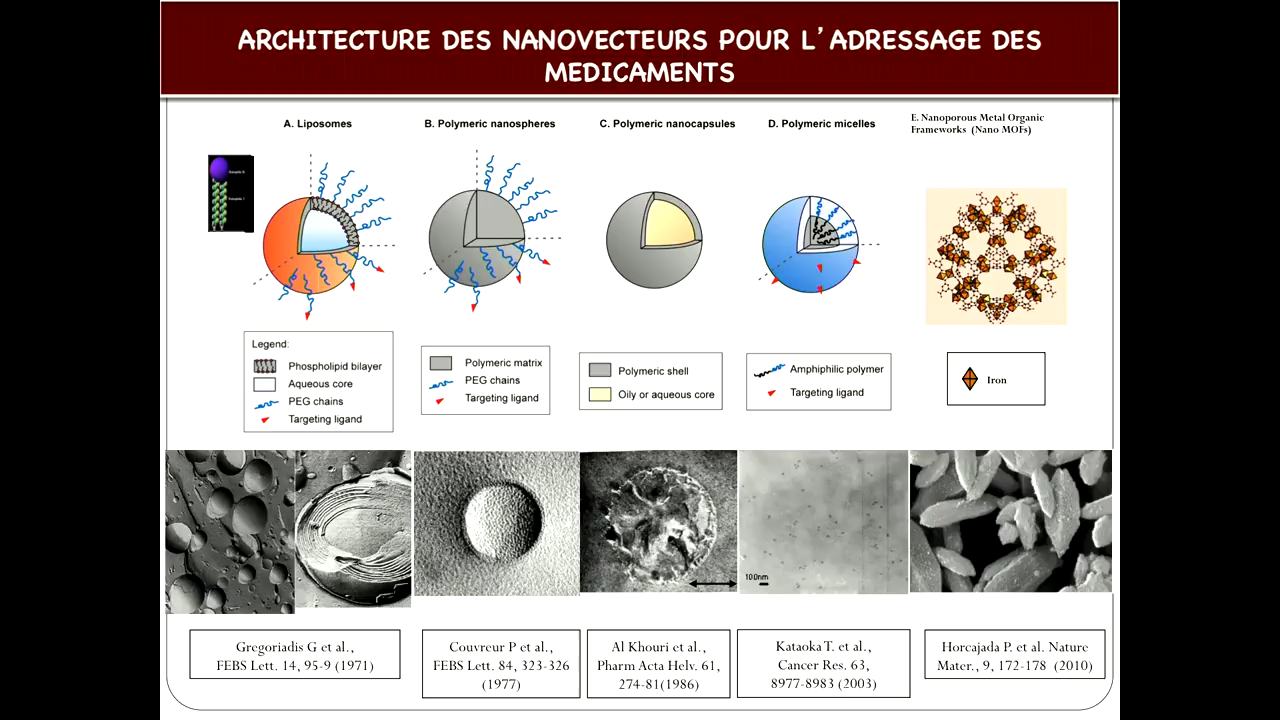 ARCHITECTURE DES NANOVECTEURS POUR L'ADRESSAGE DES
MEDICAMENTS
A. Liposomes
B. Polymeric nanospheres
C. Polymeric nanocapsules
D. Polymeric micelles
E. Nanoporous Metal Organic
Frameworks (Nano MOFs)
Legend:
Phospholipid bilayer
Aqueous core
PEG chains
Targeting ligand
Polymeric matrix
PEG chains
Targeting ligand
Polymeric shell
Oily or aqueous core
Amphiphilic polymer
Targeting ligand
Iron
100nm
Gregoriadis G et al.,
FEBS Lett. 14, 95-9 (1971)
Couvreur P et al.,
FEBS Lett. 84, 323-326
(1977)
Al Khouri et al.,
Pharm Acta Helv. 61,
274-81(1986)
Kataoka T. et al.,
Cancer Res. 63,
8977-8983 (2003)
Horcajada P. et al. Nature
Mater., 9, 172-178 (2010)